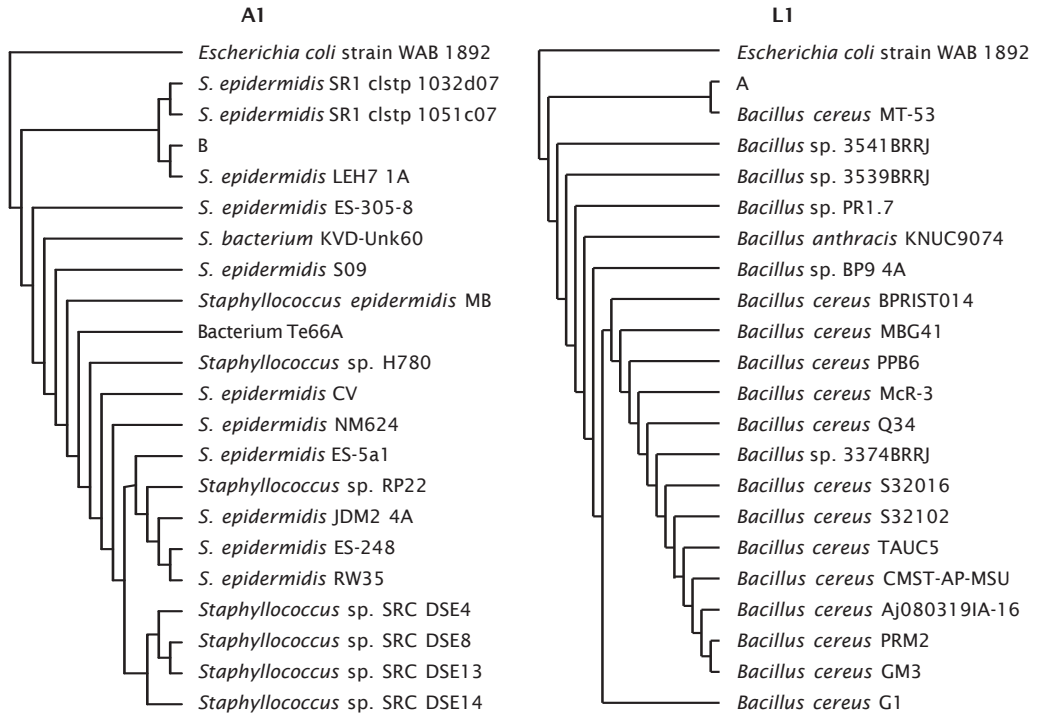 A1
Escherichia coli strain WAB 1892
S. epidermidis SR1 clstp 1032d07
S. epidermidis SR1 clstp 1051c07
B
S. epidermidis LEH7 1A
S. epidermidis ES-305-8
S. bacterium KVD-Unk60
S. epidermidis S09
Staphyllococcus epidermidis MB
Bacterium Te66A
Staphyllococcus sp. H780
S. epidermidis CV
S. epidermidis NM624
S. epidermidis ES-5a1
Staphyllococcus sp. RP22
S. epidermidis JDM2 4A
S. epidermidis ES-248
S. epidermidis RW35
Staphyllococcus sp. SRC DSE4
Staphyllococcus sp. SRC DSE8
Staphyllococcus sp. SRC DSE13
Staphyllococcus sp. SRC DSE14
L1
Escherichia coli strain WAB 1892
A
Bacillus cereus MT-53
Bacillus sp. 3541BRRJ
Bacillus sp. 3539BRRJ
Bacillus sp. PR1.7
Bacillus anthracis KNUC9074
Bacillus sp. BP9 4A
Bacillus cereus BPRIST014
Bacillus cereus MBG41
Bacillus cereus PPB6
Bacillus cereus McR-3
Bacillus cereus Q34
Bacillus sp. 3374BRRJ
Bacillus cereus S32016
Bacillus cereus S32102
Bacillus cereus TAUC5
Bacillus cereus CMST-AP-MSU
Bacillus cereus Aj080319IA-16
Bacillus cereus PRM2
Bacillus cereus GM3
Bacillus cereus G1